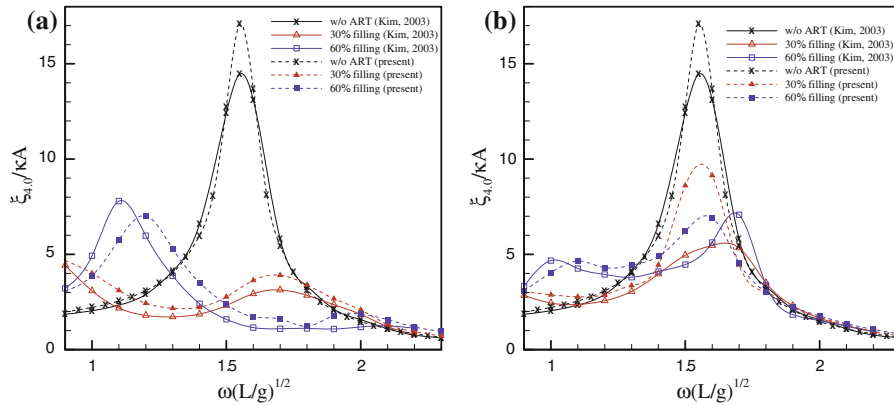 (a)
w/o ART (Kim, 2003)
30% filling (Kim, 2003)
60% filling (Kim, 2003)
w/o ART (present)
30% filling (present)
60% filling (present)
15
10
5
0
ξ4.0/κA
1
1.5
2
ω(L/g)1/2
(b)
w/o ART (Kim, 2003)
30% filling (Kim, 2003)
60% filling (Kim, 2003)
w/o ART (present)
30% filling (present)
60% filling (present)
15
10
5
0
ξ4.0/κA
1
1.5
2
ω(L/g)1/2